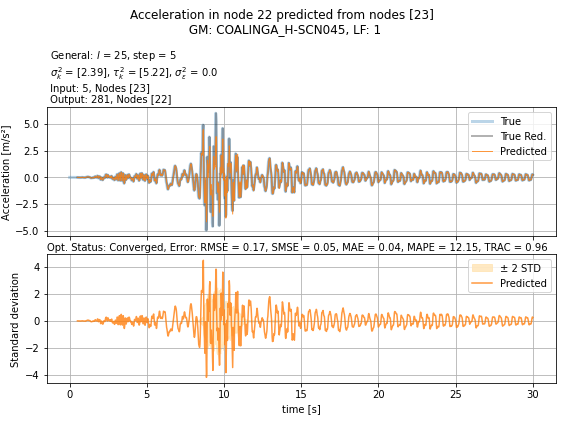 Acceleration in node 22 predicted from nodes [23]
GM: COALINGA_H-SCN045, LF: 1
General: l = 25, step = 5
σ²ₖ = [2.39], τ²ₖ = [5.22], σ²ₑ = 0.0
Input: 5, Nodes [23]
Output: 281, Nodes [22]
Acceleration [m/s²]
5.0
2.5
0.0
−2.5
−5.0
True
True Red.
Predicted
Opt. Status: Converged, Error: RMSE = 0.17, SMSE = 0.05, MAE = 0.04, MAPE = 12.15, TRAC = 0.96
Standard deviation
4
2
0
−2
−4
± 2 STD
Predicted
0 5 10 15 20 25 30
time [s]